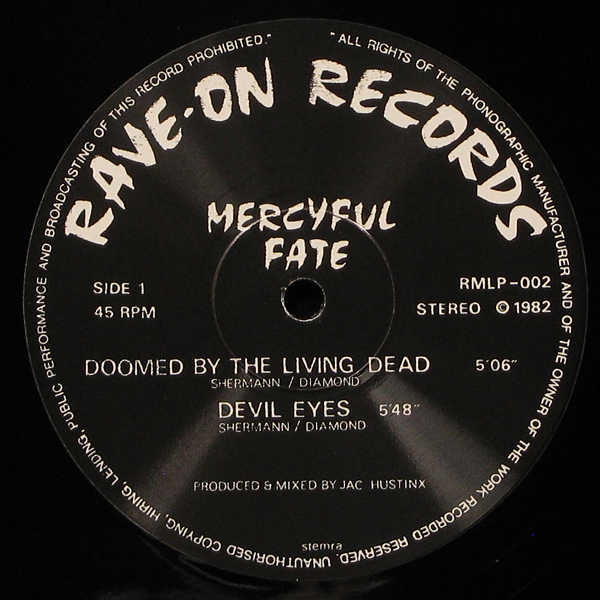 "ALL RIGHTS OF THE PHONOGRAPHIC MANUFACTURER AND OF THE OWNER OF THE WORK RECORDED RESERVED. UNAUTHORISED COPYING, HIRING, LENDING, PUBLIC PERFORMANCE AND BROADCASTING OF THIS RECORD PROHIBITED."
RAVE-ON RECORDS
MERCYFUL
FATE
SIDE 1
45 RPM
RMLP-002
STEREO ©1982
DOOMED BY THE LIVING DEAD 5'06"
SHERMANN / DIAMOND
DEVIL EYES 5'48"
SHERMANN / DIAMOND
PRODUCED & MIXED BY JAC HUSTINX
stemra